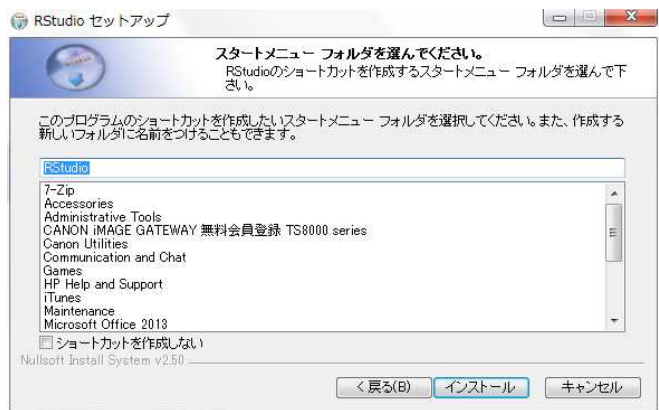 RStudio セットアップ
スタートメニュー フォルダを選んでください。
RStudioのショートカットを作成するスタートメニュー フォルダを選んで下
さい。
このプログラムのショートカットを作成したいスタートメニュー フォルダを選択してください。また、作成する
新しいフォルダに名前をつけることもできます。
RStudio
7-Zip
Accessories
Administrative Tools
CANON iMAGE GATEWAY 無料会員登録 TS8000 series
Canon Utilities
Communication and Chat
Games
HP Help and Support
iTunes
Maintenance
Microsoft Office 2013
ショートカットを作成しない
Nullsoft Install System v2.50
< 戻る(B) インストール キャンセル